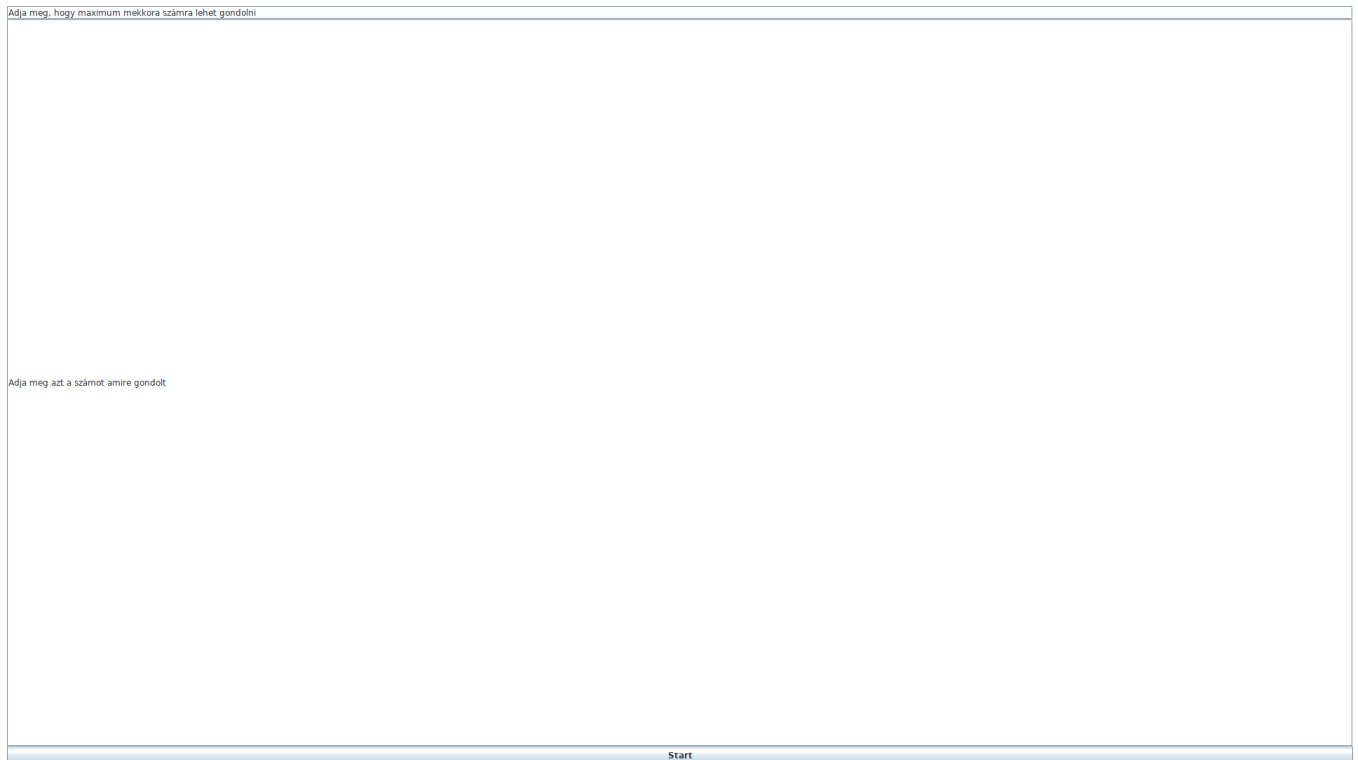 Adja meg, hogy maximum mekkora számra lehet gondolni
Adja meg azt a számot amire gondolt
Start